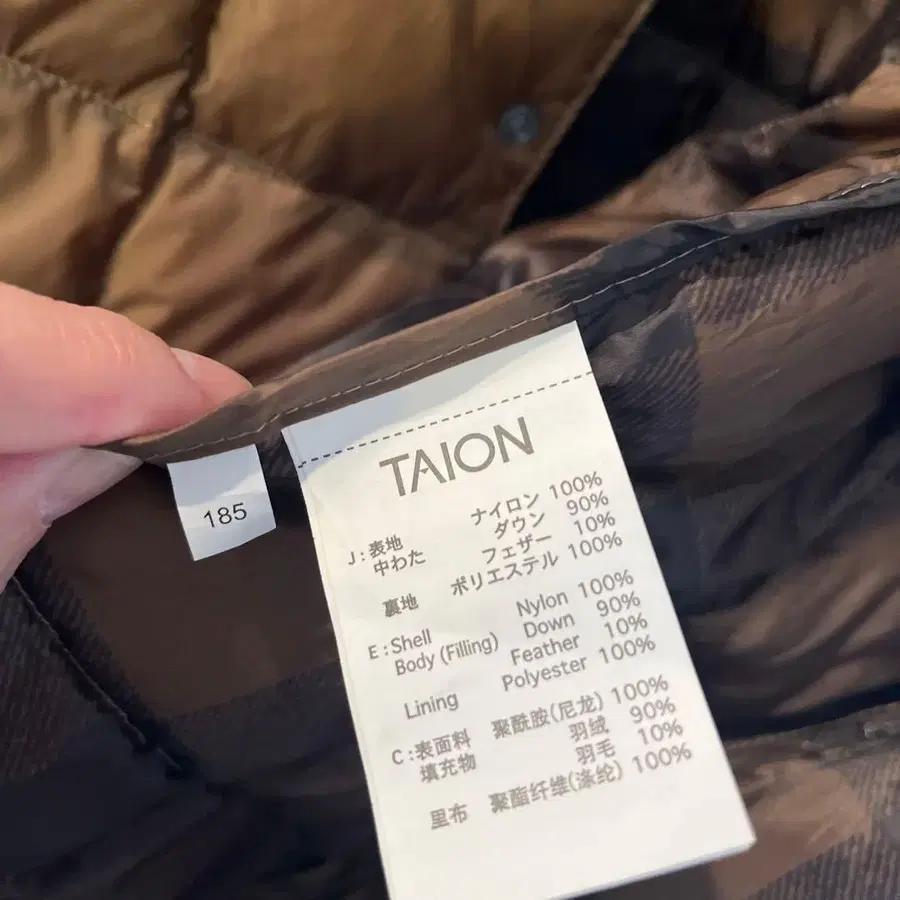 185
TAION
J:表地 ナイロン 100%
中わた ダウン 90%
フェザー 10%
裏地 ポリエステル 100%
E:Shell Nylon 100%
Body (Filling) Down 90%
Feather 10%
Lining Polyester 100%
C:表面料 聚酰胺(尼龙) 100%
填充物 羽绒 90%
羽毛 10%
里布 聚酯纤维(涤纶) 100%